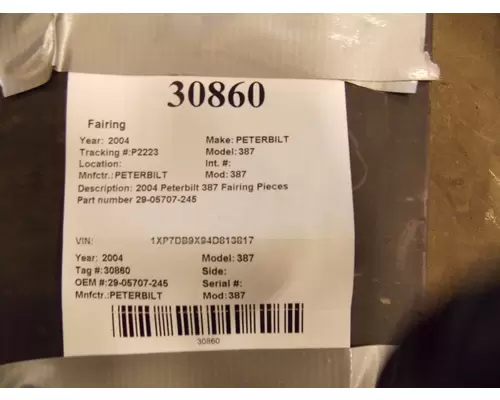 30860
Fairing
Year: 2004 Make: PETERBILT
Tracking #:P2223 Model: 387
Location: Int. #:
Mnfctr.:PETERBILT Mod: 387
Description: 2004 Peterbilt 387 Fairing Pieces
Part number 29-05707-245
VIN: 1XP7DB9X94D813817
Year: 2004 Model: 387
Tag #:30860 Side:
OEM #:29-05707-245 Serial #:
Mnfctr.:PETERBILT Mod:387
30860